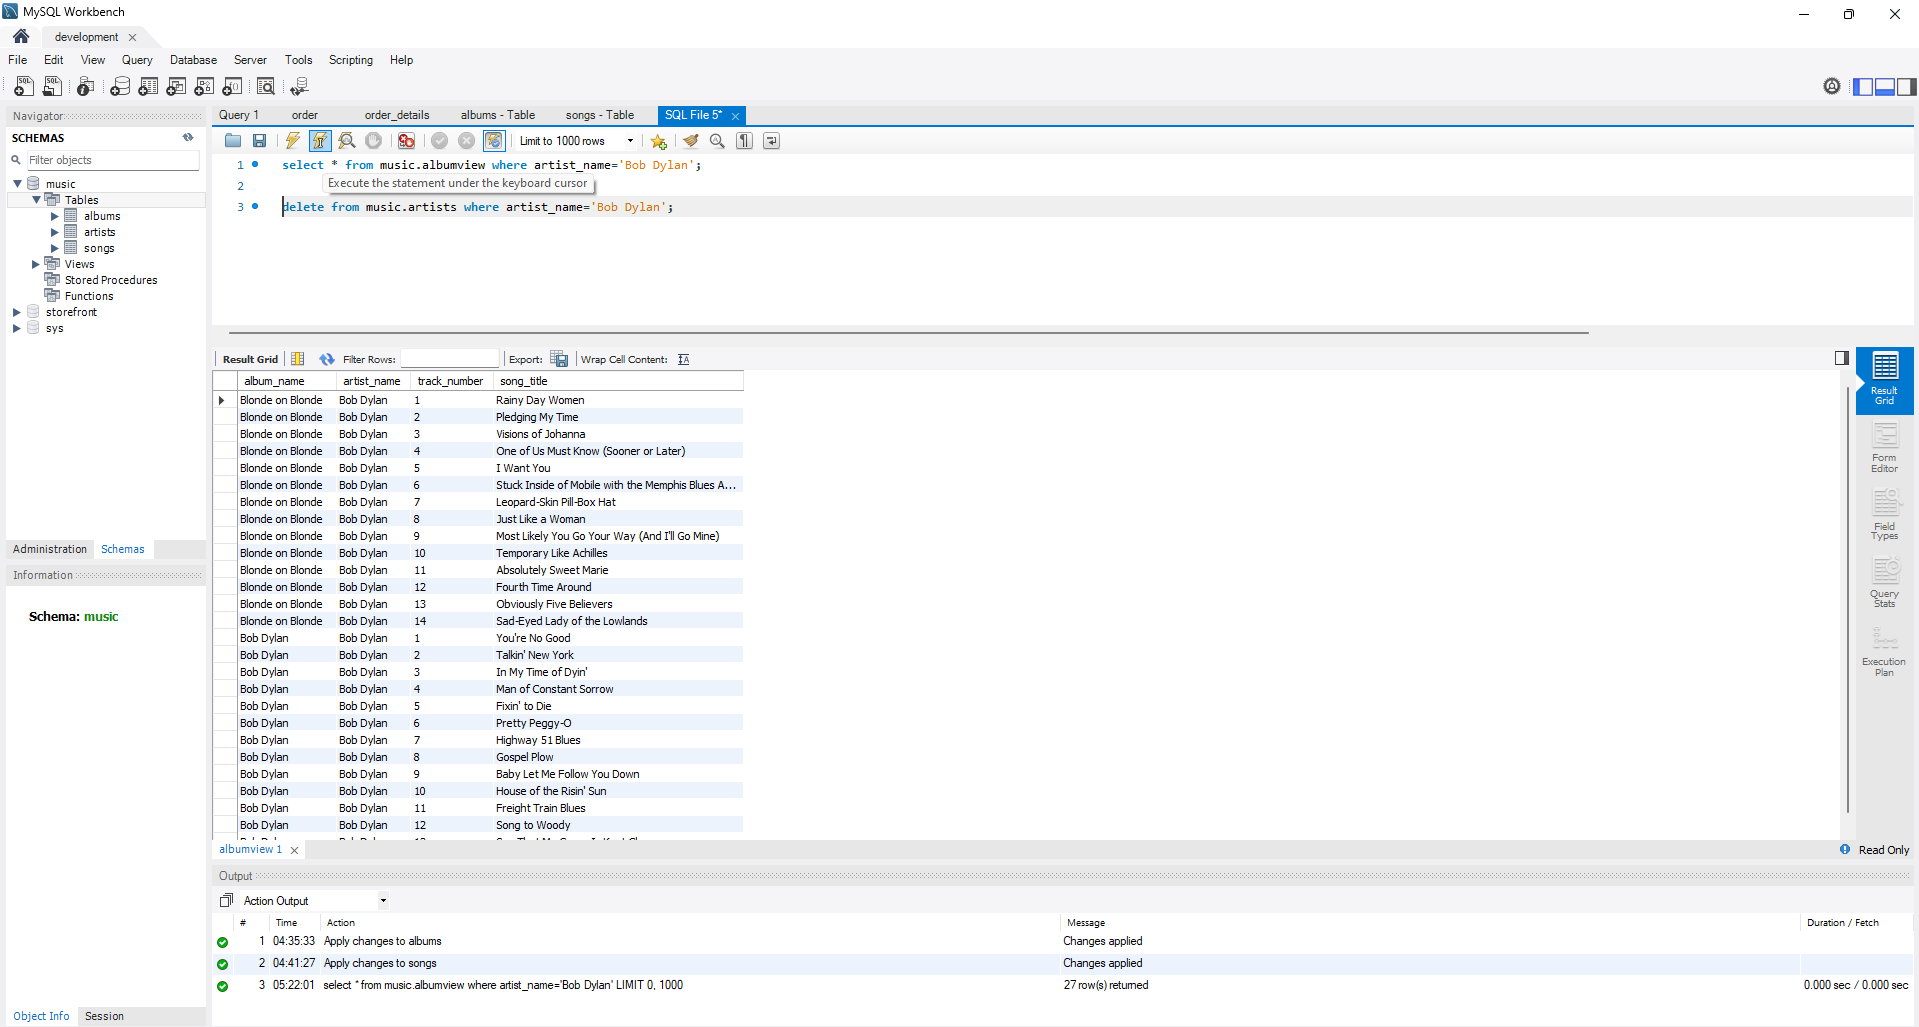 MySQL Workbench
development
File Edit View Query Database Server Tools Scripting Help
Navigator
SCHEMAS
Filter objects
music
Tables
albums
artists
songs
Views
Stored Procedures
Functions
storefront
sys
Administration Schemas
Information
Schema: music
Object Info Session
Query 1 order order_details albums - Table songs - Table SQL File 5*
Limit to 1000 rows
1 select * from music.albumview where artist_name='Bob Dylan';
2
Execute the statement under the keyboard cursor
3 delete from music.artists where artist_name='Bob Dylan';
Result Grid Filter Rows: Export: Wrap Cell Content:
album_name artist_name track_number song_title
Blonde on Blonde Bob Dylan 1 Rainy Day Women
Blonde on Blonde Bob Dylan 2 Pledging My Time
Blonde on Blonde Bob Dylan 3 Visions of Johanna
Blonde on Blonde Bob Dylan 4 One of Us Must Know (Sooner or Later)
Blonde on Blonde Bob Dylan 5 I Want You
Blonde on Blonde Bob Dylan 6 Stuck Inside of Mobile with the Memphis Blues A...
Blonde on Blonde Bob Dylan 7 Leopard-Skin Pill-Box Hat
Blonde on Blonde Bob Dylan 8 Just Like a Woman
Blonde on Blonde Bob Dylan 9 Most Likely You Go Your Way (And I'll Go Mine)
Blonde on Blonde Bob Dylan 10 Temporary Like Achilles
Blonde on Blonde Bob Dylan 11 Absolutely Sweet Marie
Blonde on Blonde Bob Dylan 12 Fourth Time Around
Blonde on Blonde Bob Dylan 13 Obviously Five Believers
Blonde on Blonde Bob Dylan 14 Sad-Eyed Lady of the Lowlands
Bob Dylan Bob Dylan 1 You're No Good
Bob Dylan Bob Dylan 2 Talkin' New York
Bob Dylan Bob Dylan 3 In My Time of Dyin'
Bob Dylan Bob Dylan 4 Man of Constant Sorrow
Bob Dylan Bob Dylan 5 Fixin' to Die
Bob Dylan Bob Dylan 6 Pretty Peggy-O
Bob Dylan Bob Dylan 7 Highway 51 Blues
Bob Dylan Bob Dylan 8 Gospel Plow
Bob Dylan Bob Dylan 9 Baby Let Me Follow You Down
Bob Dylan Bob Dylan 10 House of the Risin' Sun
Bob Dylan Bob Dylan 11 Freight Train Blues
Bob Dylan Bob Dylan 12 Song to Woody
Result
Grid
Form
Editor
Field
Types
Query
Stats
Execution
Plan
albumview 1
Read Only
Output
Action Output
# Time Action Message Duration / Fetch
1 04:35:33 Apply changes to albums Changes applied
2 04:41:27 Apply changes to songs Changes applied
3 05:22:01 select * from music.albumview where artist_name='Bob Dylan' LIMIT 0, 1000 27 row(s) returned 0.000 sec / 0.000 sec